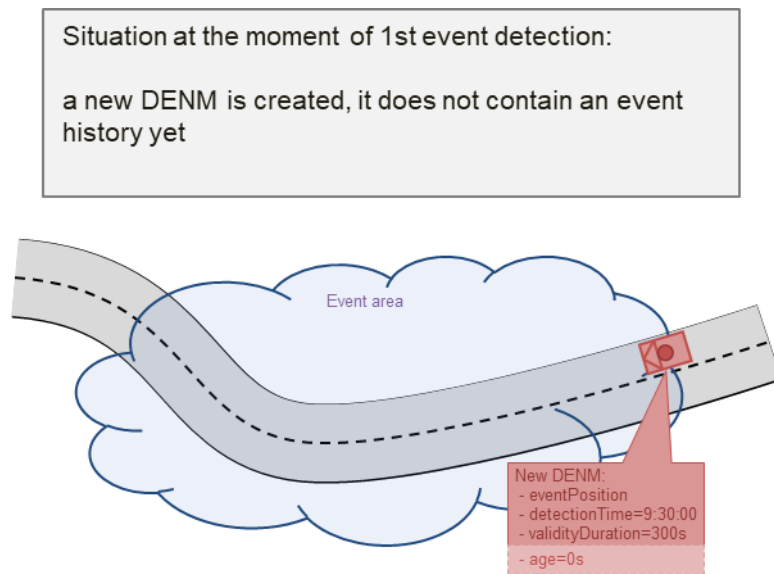 Situation at the moment of 1st event detection:
a new DENM is created, it does not contain an event
history yet
Event area
New DENM:
- eventPosition
- detectionTime=9:30:00
- validityDuration=300s
- age=0s